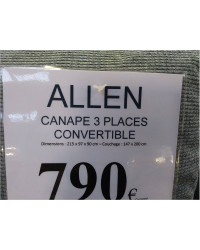 ALLEN
CANAPE 3 PLACES
CONVERTIBLE
Dimensions : 215 x 97 x 90 cm - Couchage : 147 x 200 cm
790€